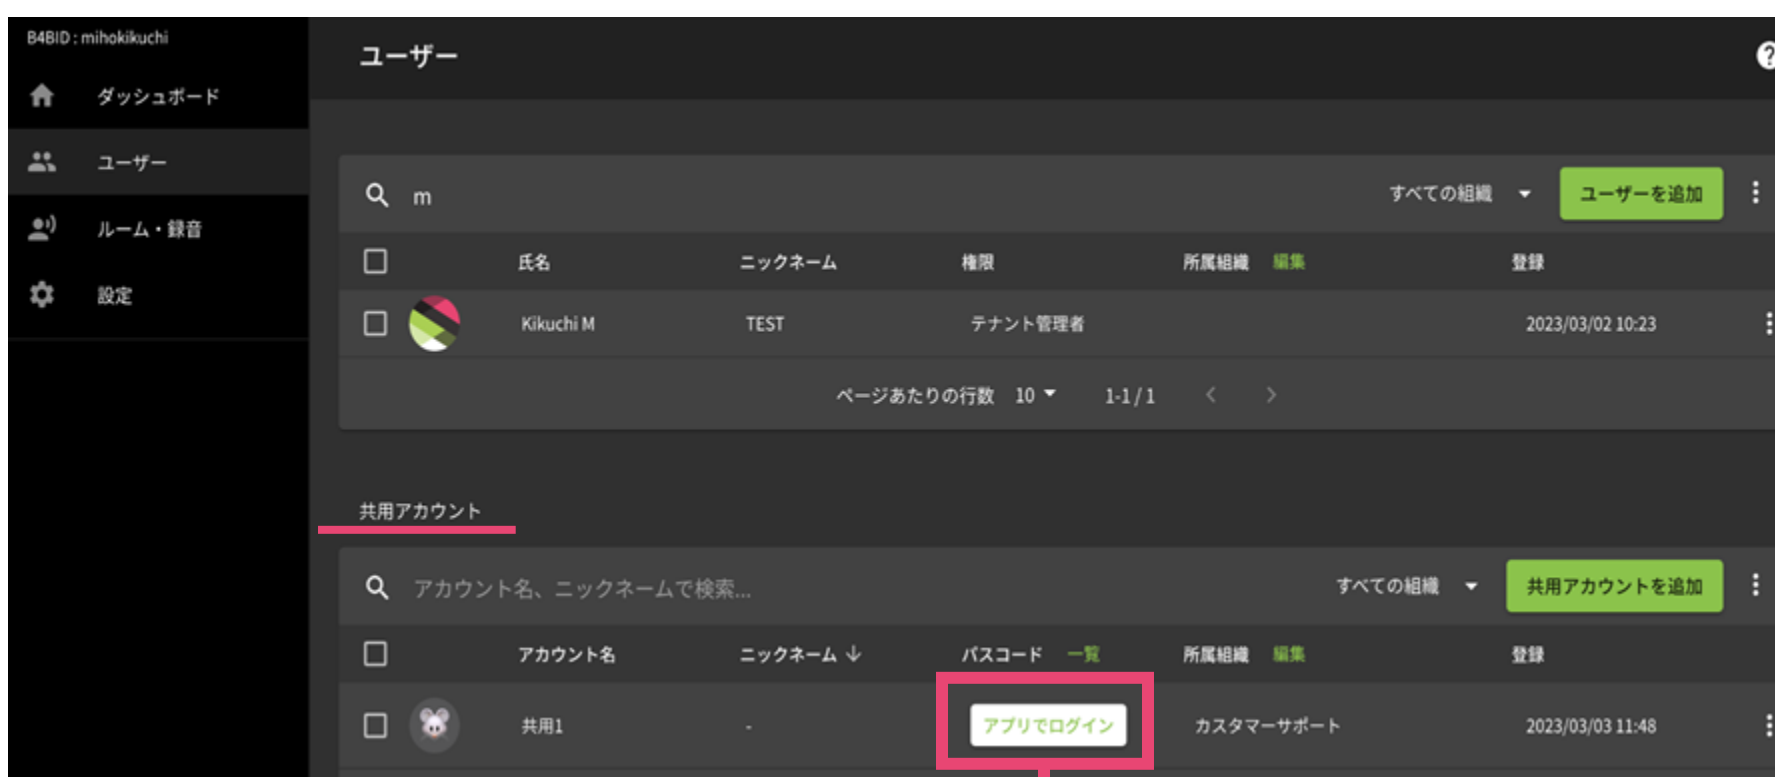 B4BID : mihokikuchi
ダッシュボード
ユーザー
ルーム・録音
設定
ユーザー
?
m すべての組織 ユーザーを追加
氏名 ニックネーム 権限 所属組織 編集 登録
Kikuchi M TEST テナント管理者 2023/03/02 10:23
ページあたりの行数 10 1-1 / 1
共用アカウント
アカウント名、ニックネームで検索... すべての組織 共用アカウントを追加
アカウント名 ニックネーム パスコード 一覧 所属組織 編集 登録
共用1 - アプリでログイン カスタマーサポート 2023/03/03 11:48